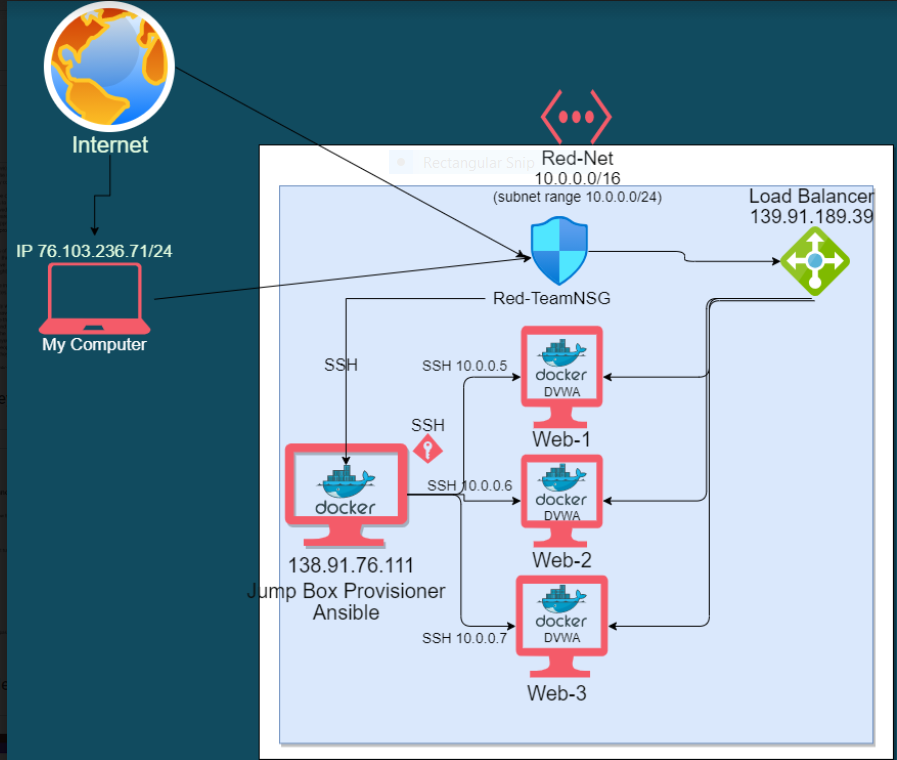 Internet
Rectangular Snip
Red-Net
10.0.0.0/16
(subnet range 10.0.0.0/24)
Load Balancer
139.91.189.39
IP 76.103.236.71/24
My Computer
Red-TeamNSG
SSH
SSH 10.0.0.5
docker
DVWA
Web-1
SSH
SSH 10.0.0.6
docker
DVWA
Web-2
docker
138.91.76.111
Jump Box Provisioner
Ansible
SSH 10.0.0.7
docker
DVWA
Web-3